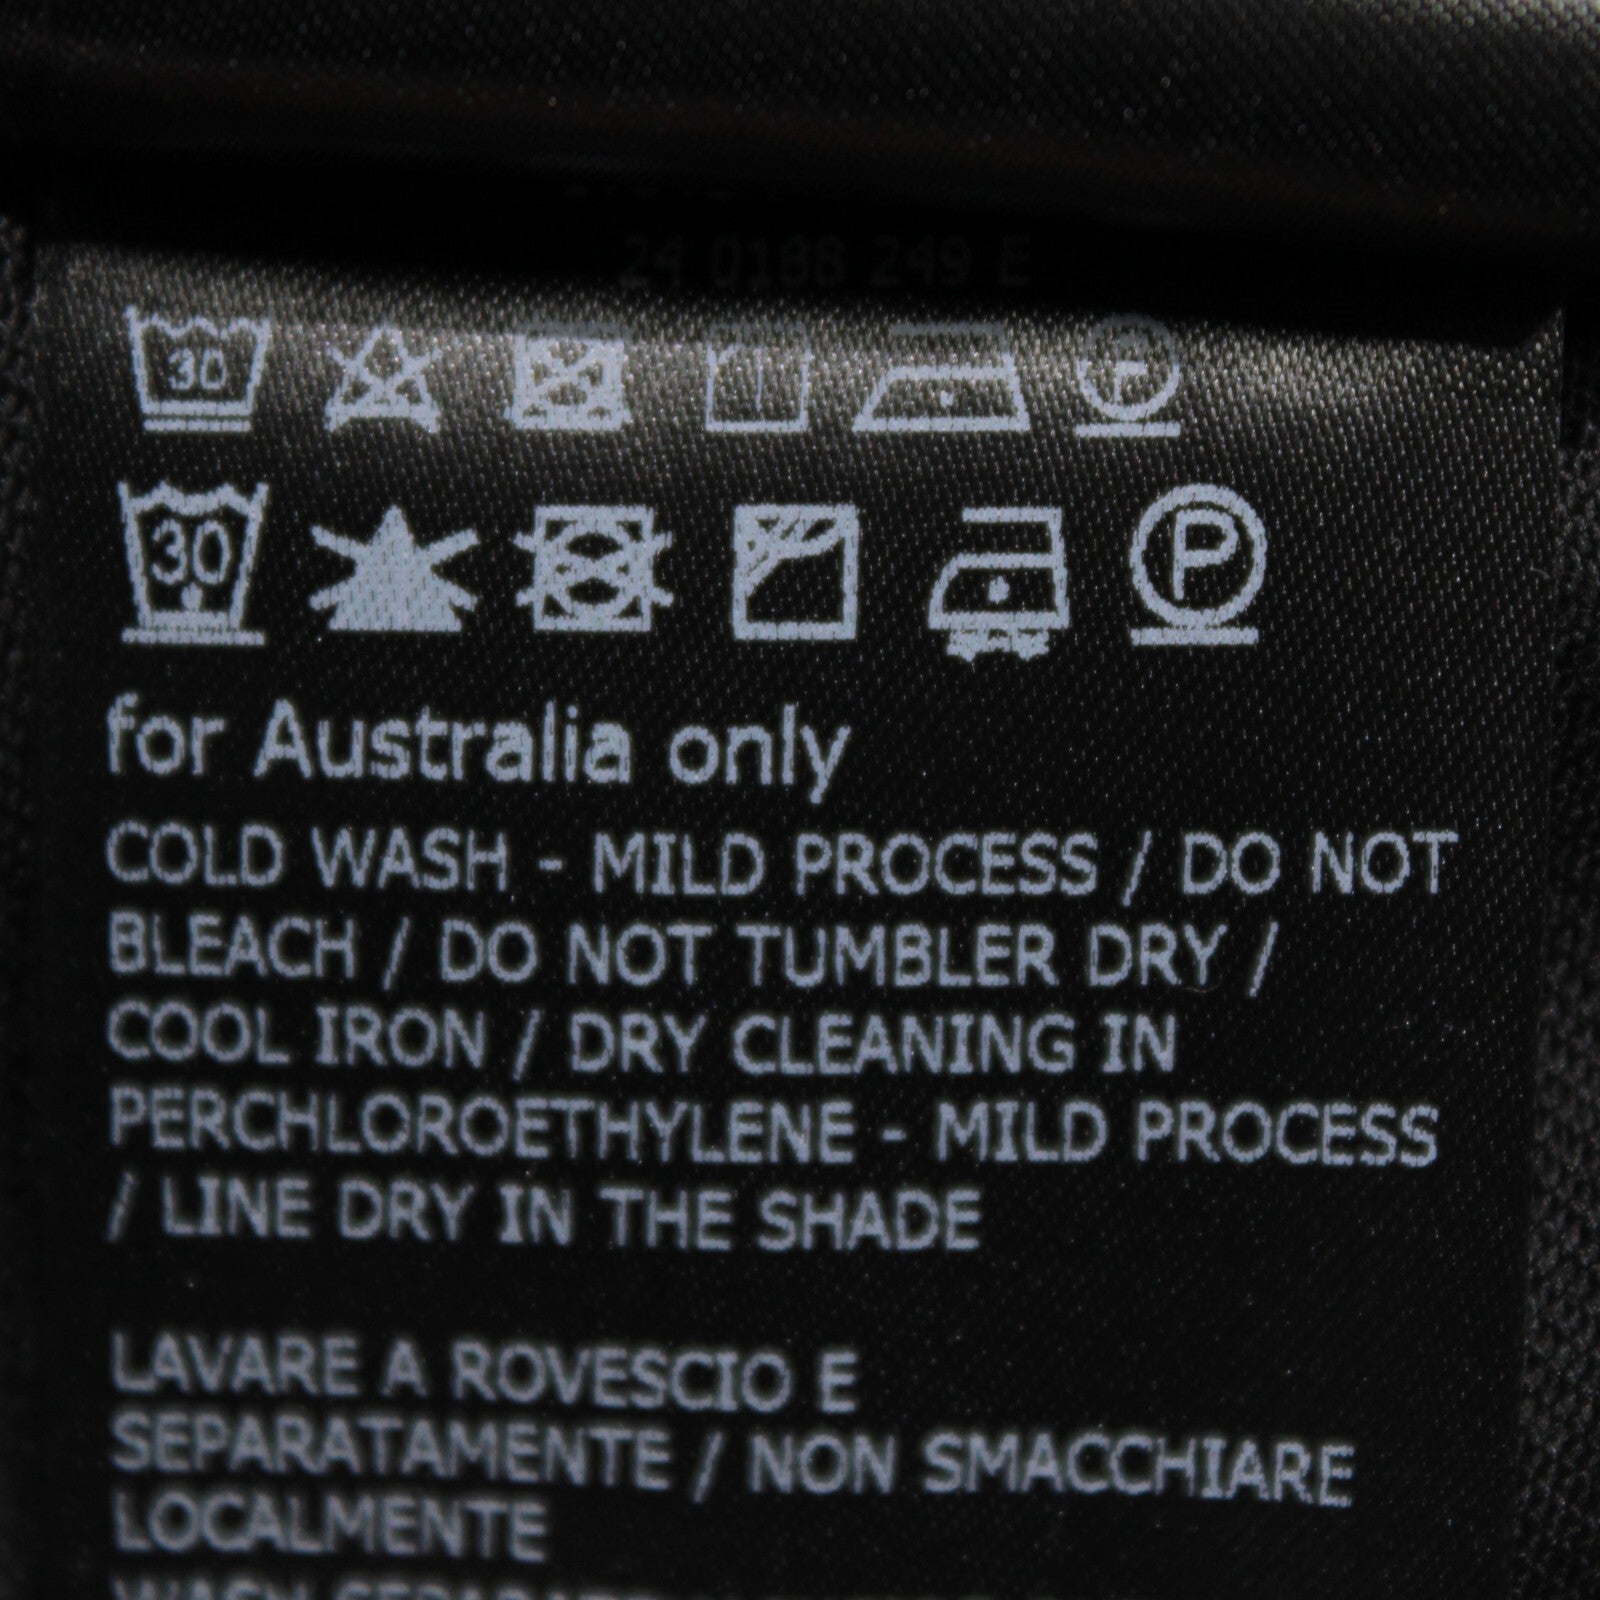 24 0188 249 E
30 P
30 P
for Australia only
COLD WASH - MILD PROCESS / DO NOT
BLEACH / DO NOT TUMBLER DRY /
COOL IRON / DRY CLEANING IN
PERCHLOROETHYLENE - MILD PROCESS
/ LINE DRY IN THE SHADE
LAVARE A ROVESCIO E
SEPARATAMENTE / NON SMACCHIARE
LOCALMENTE